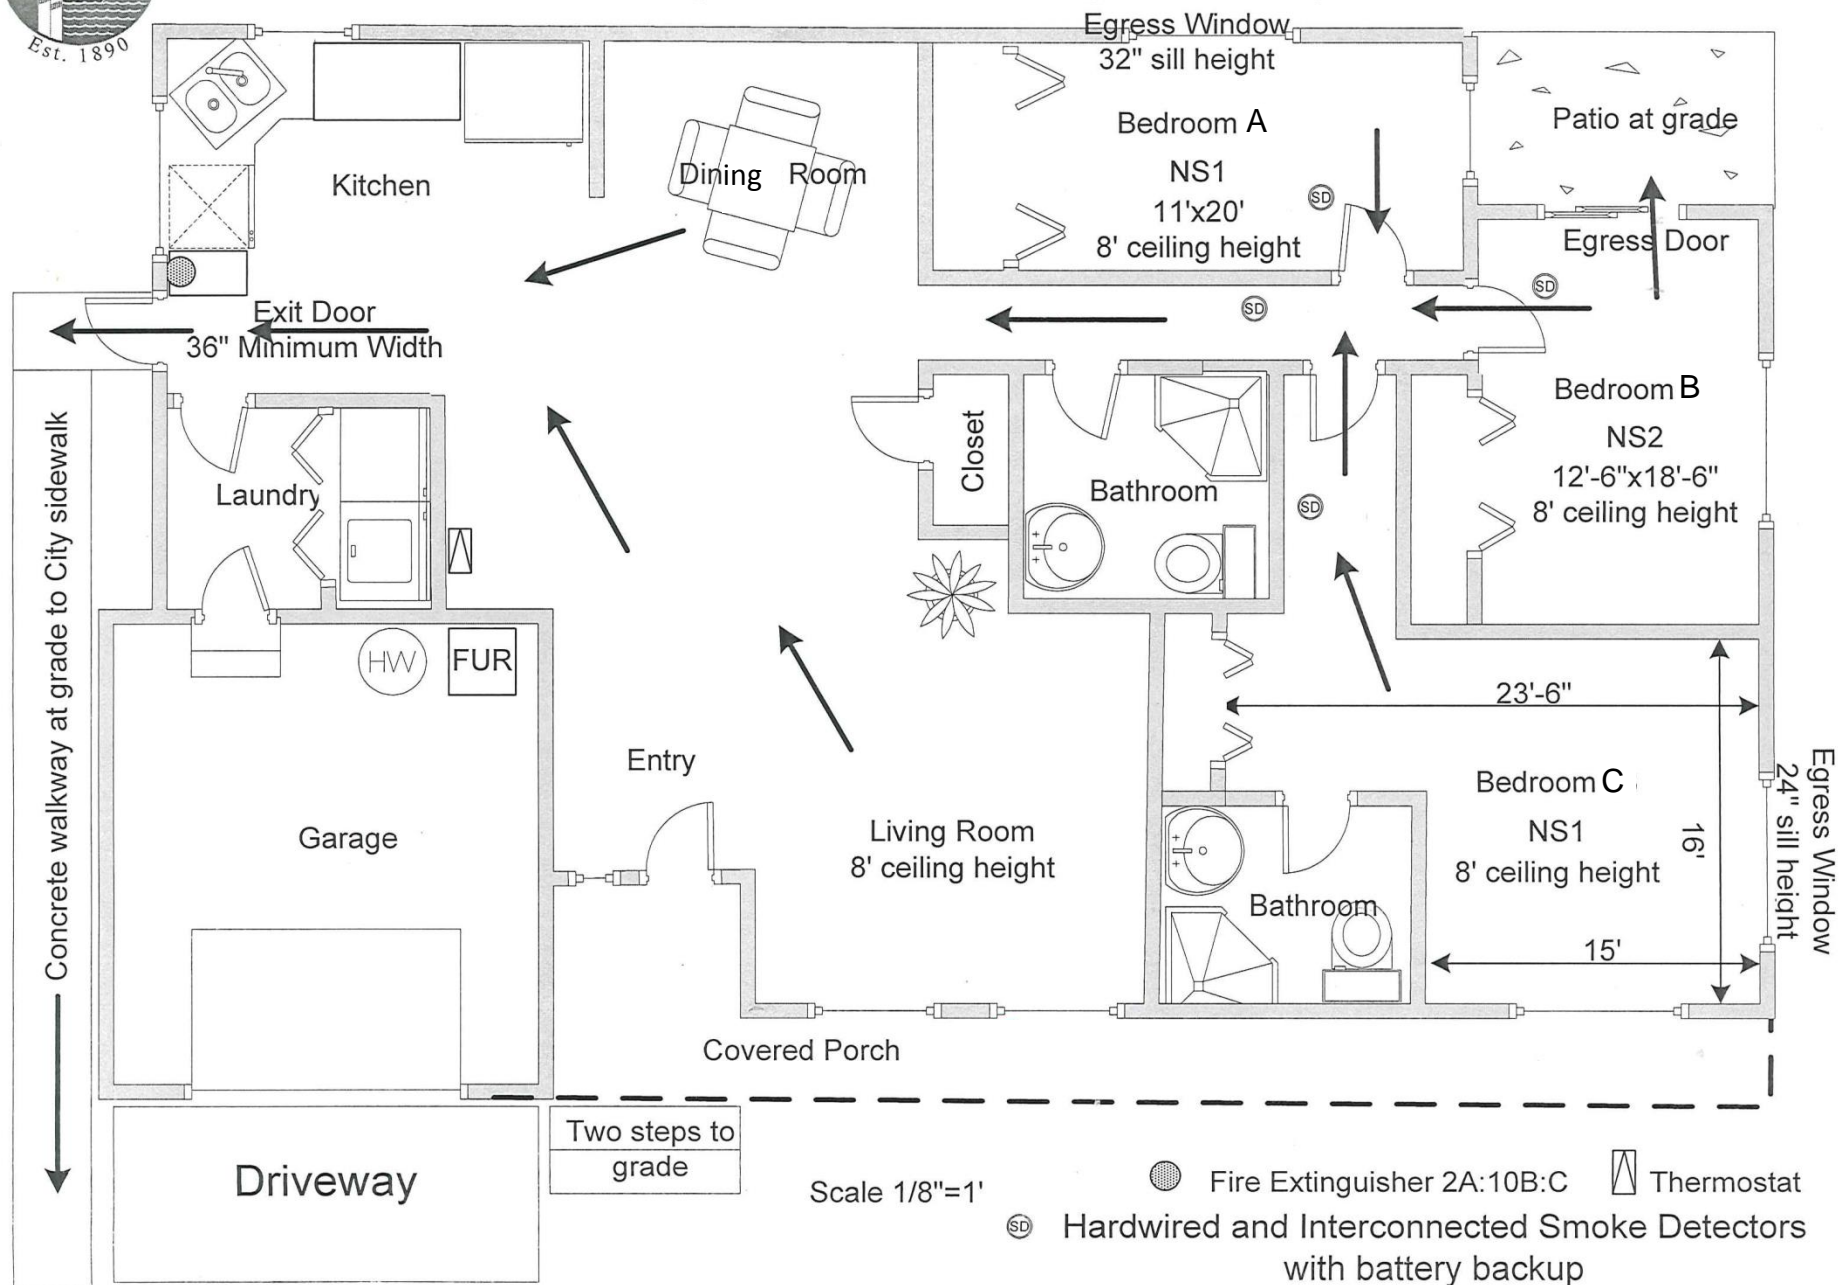 Est. 1890
Egress Window
32" sill height
Bedroom A
NS1
11'x20'
8' ceiling height
SD
Patio at grade
Kitchen
Dining Room
Egress Door
SD
SD
Exit Door
36" Minimum Width
Bedroom B
NS2
12'-6"x18'-6"
8' ceiling height
Concrete walkway at grade to City sidewalk
Laundry
Closet
Bathroom
SD
HW
FUR
23'-6"
Entry
Garage
Living Room
8' ceiling height
Bedroom C
NS1
8' ceiling height
16'
Egress Window
24" sill height
Bathroom
15'
Covered Porch
Two steps to
grade
Driveway
Scale 1/8"=1'
Fire Extinguisher 2A:10B:C
Thermostat
SD Hardwired and Interconnected Smoke Detectors
with battery backup